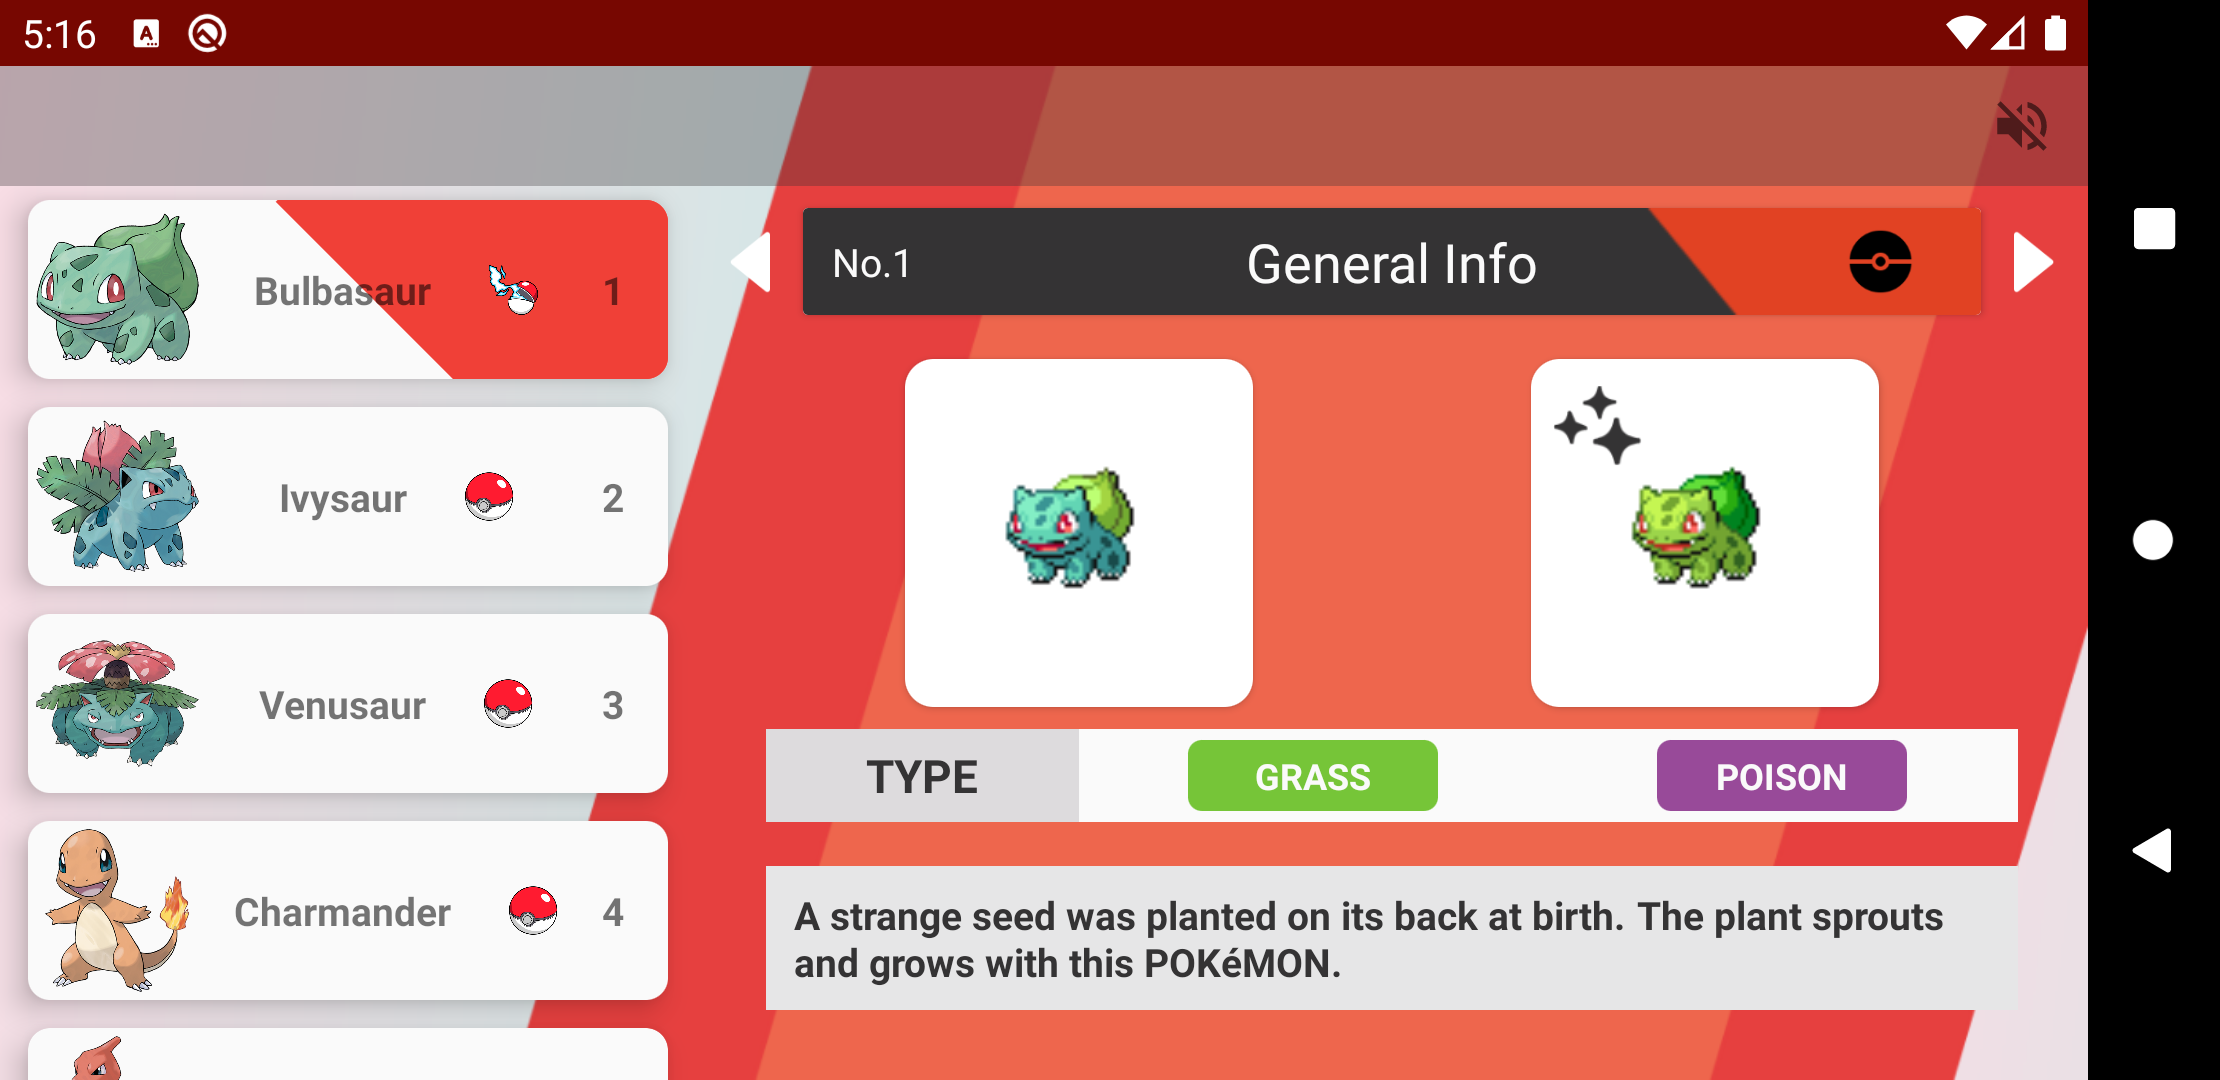 5:16
A
Bulbasaur 1
Ivysaur 2
Venusaur 3
Charmander 4
No.1 General Info
TYPE GRASS POISON
A strange seed was planted on its back at birth. The plant sprouts
and grows with this POKéMON.